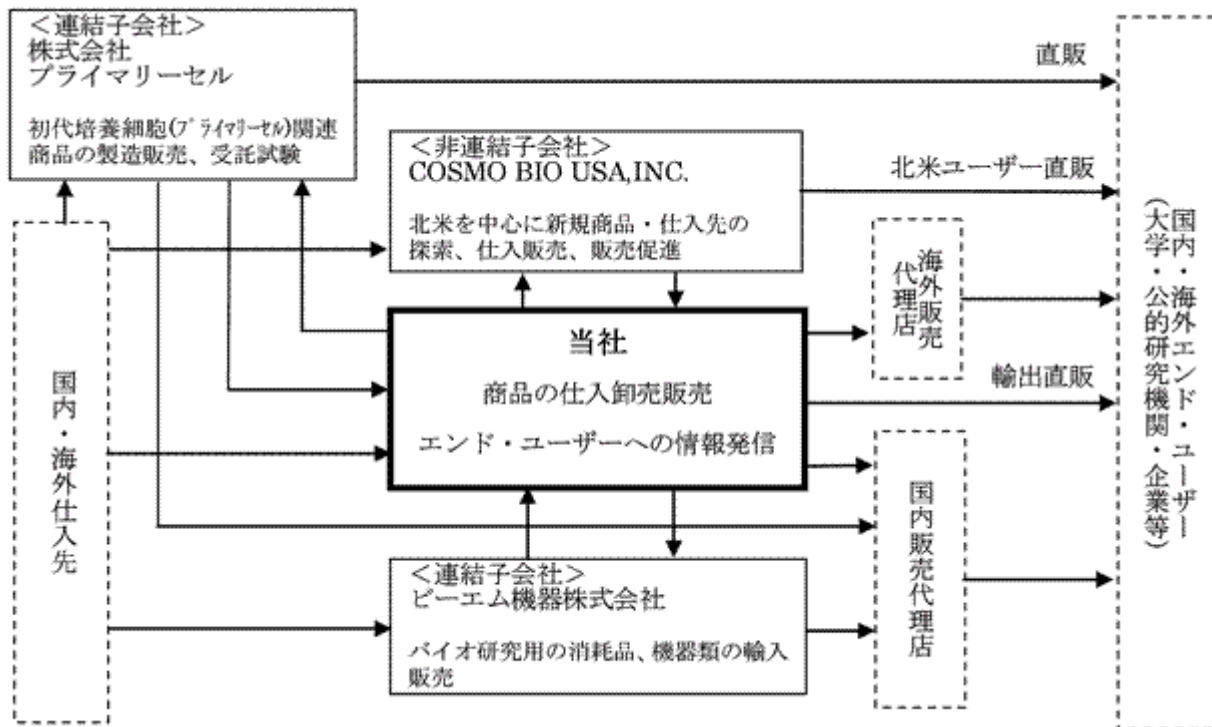 ＜連結子会社＞
株式会社
プライマリーセル
初代培養細胞(ﾌﾟﾗｲﾏﾘｰｾﾙ)関連
商品の製造販売、受託試験
直販
＜非連結子会社＞
COSMO BIO USA,INC.
北米を中心に新規商品・仕入先の
探索、仕入販売、販売促進
北米ユーザー直販
海外販売
代理店
当社
商品の仕入卸売販売
エンド・ユーザーへの情報発信
輸出直販
国内・海外仕入先
国内販売代理店
＜連結子会社＞
ビーエム機器株式会社
バイオ研究用の消耗品、機器類の輸入
販売
国内・海外エンド・ユーザー
(大学・公的研究機関・企業等)